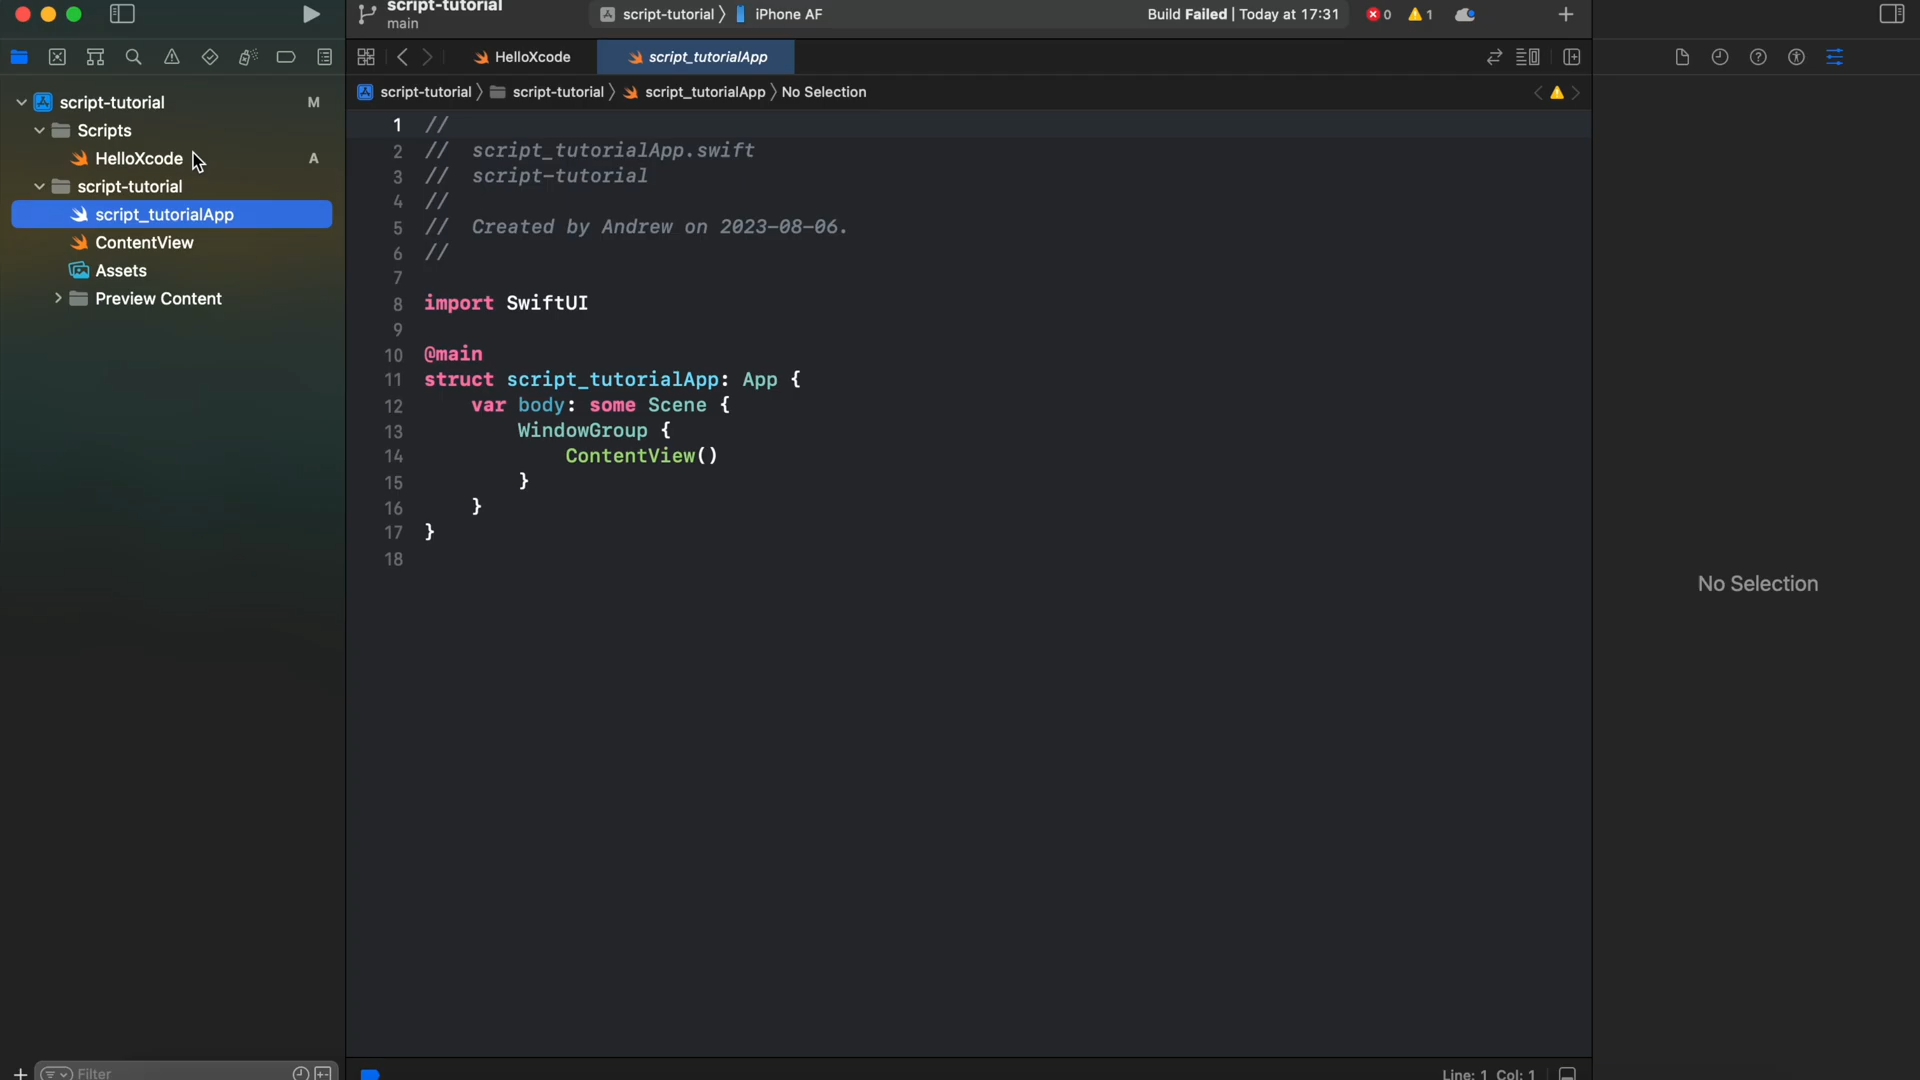 script-tutorial
main
script-tutorial 〉 iPhone AF
Build Failed | Today at 17:31
0
1
HelloXcode
script_tutorialApp
script-tutorial 〉 script-tutorial 〉 script_tutorialApp 〉 No Selection
script-tutorial M
Scripts
HelloXcode A
script-tutorial
script_tutorialApp
ContentView
Assets
Preview Content
1 //
2 //  script_tutorialApp.swift
3 //  script-tutorial
4 //
5 //  Created by Andrew on 2023-08-06.
6 //
7
8 import SwiftUI
9
10 @main
11 struct script_tutorialApp: App {
12     var body: some Scene {
13         WindowGroup {
14             ContentView()
15         }
16     }
17 }
18
No Selection
Filter
Line: 1 Col: 1